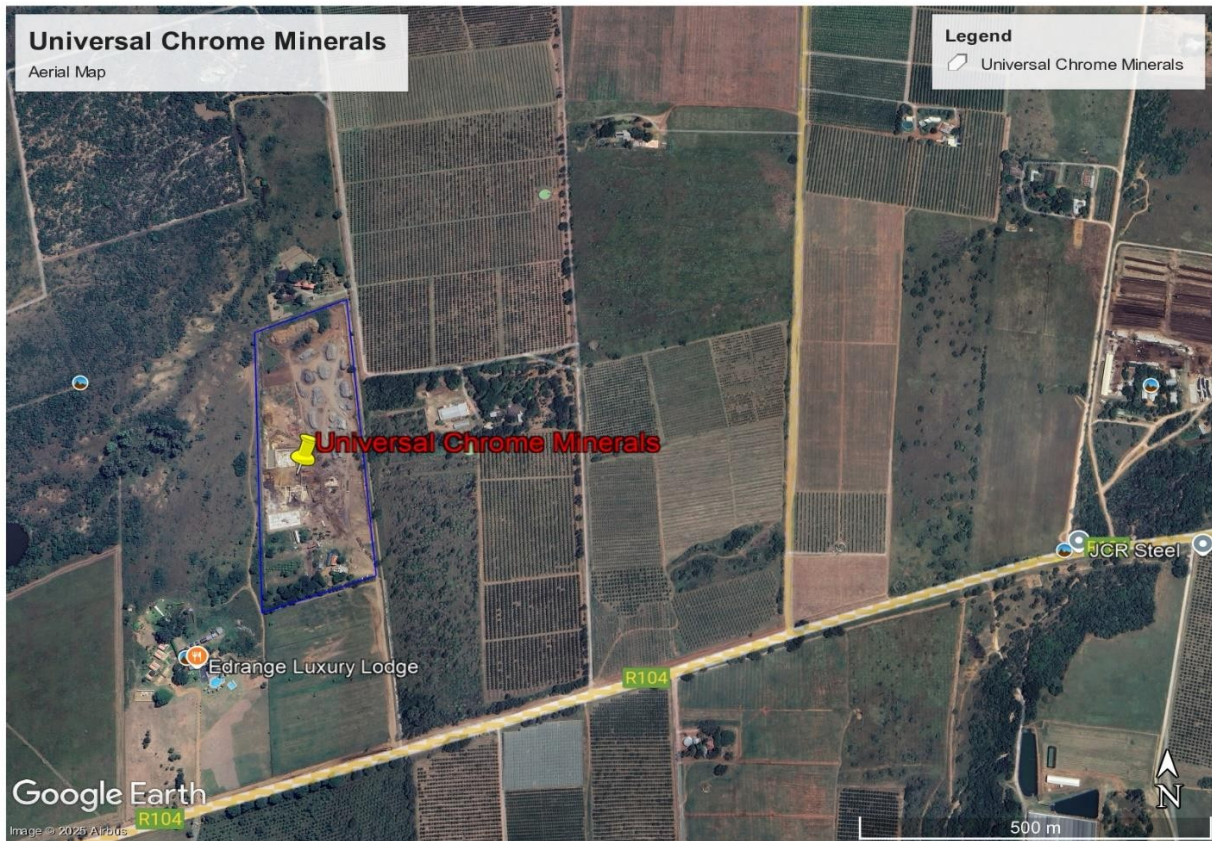 Universal Chrome Minerals
Aerial Map
Legend
Universal Chrome Minerals
Universal Chrome Minerals
JCR Steel
Edrange Luxury Lodge
R104
Google Earth
R104
Image © 2025 Airbus
N
500 m